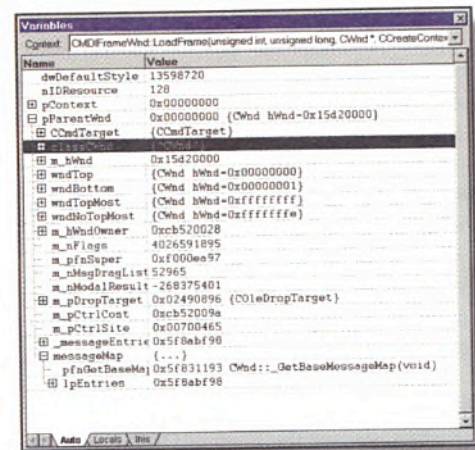 Variables
Context: CMDIFrameWnd::LoadFrame(unsigned int, unsigned long, CWnd *, CCreateContex
Name Value
dwDefaultStyle 13598720
nIDResource 128
pContext 0x00000000
pParentWnd 0x00000000 {CWnd hWnd-0x15d20000}
CCmdTarget {CCmdTarget}
classCWnd {"CWnd"}
m_hWnd 0x15d20000
wndTop {CWnd hWnd-0x00000000}
wndBottom {CWnd hWnd-0x00000001}
wndTopMost {CWnd hWnd-0xffffffff}
wndNoTopMost {CWnd hWnd-0xfffffffe}
m_hWndOwner 0xcb520028
m_nFlags 4026591895
m_pfnSuper 0xf000ea97
m_nMsgDragList 52965
m_nModalResult -268375401
m_pDropTarget 0x02490896 {COleDropTarget}
m_pCtrlCont 0xcb52009a
m_pCtrlSite 0x00700465
_messageEntrie 0x5f8abf98
messageMap {...}
pfnGetBaseMap 0x5f831193 CWnd::_GetBaseMessageMap(void)
lpEntries 0x5f8abf98
Auto Locals this